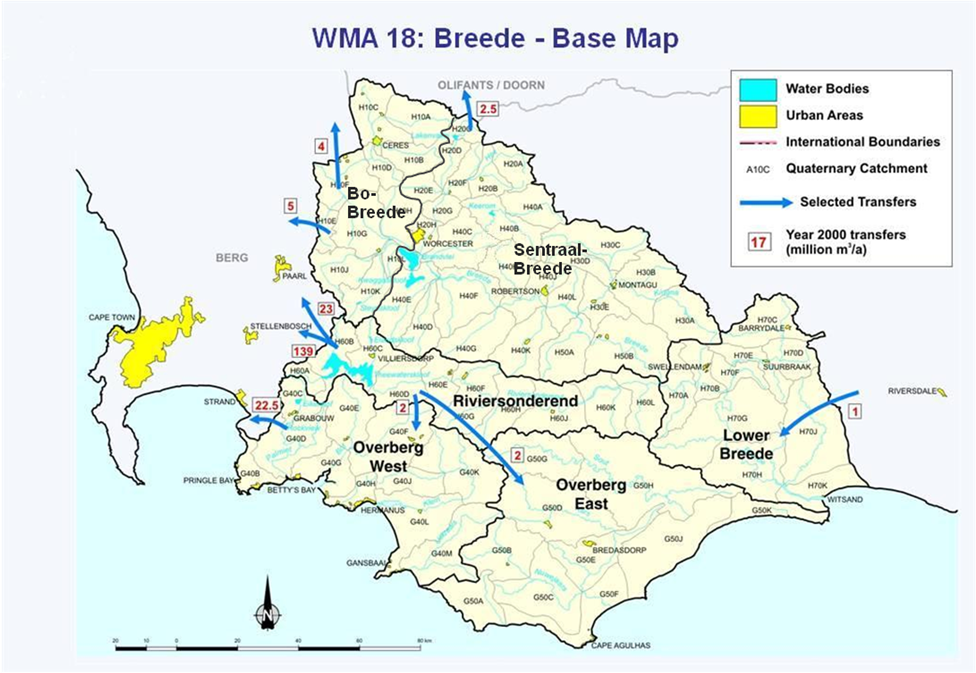 WMA 18: Breede - Base Map
OLIFANTS / DOORN
Water Bodies
Urban Areas
International Boundaries
A10C Quaternary Catchment
Selected Transfers
17 Year 2000 transfers
(million m³/a)
H10C
H10A
2.5
4
CERES
H20D
H10B
H10D
H20A
H20E
H20F
H20B
Bo-
Breede
H20G
H40A
5
H10E
H10G
H20H
H40C
H40B
WORCESTER
H30C
BERG
PAARL
H10J
H10L
Sentraal-
Breede
H30D
H30B
H40J
MONTAGU
H10K
H40E
H40F
ROBERTSON
H40L
H30E
23
CAPE TOWN
STELLENBOSCH
H40D
H30A
H70C
BARRYDALE
139
H60B
H60C
VILLIERSDORP
H40G
H40K
H50A
H50B
H70E
H70D
H60A
SWELLENDAM
H70F
SUURBRAAK
STRAND
G40C
H60D
H60E
H60F
H70B
H70A
RIVERSDALE
22.5
GRABOUW
G40E
2
Riviersonderend
H60H
H60J
H60K
H60L
1
G40D
G40F
H70G
H70J
Lower
Breede
Overberg
West
2
G50G
PRINGLE BAY
G40B
G40G
G40H
G40J
G40K
Overberg
East
G50H
H70H
H70K
BETTY'S BAY
WITSAND
HERMANUS
G40L
G50D
G50K
G40M
G50B
BREDASDORP
G50E
G50J
GANSBAAI
G50A
G50C
G50F
N
CAPE AGULHAS
20 0 20 40 60 80 km